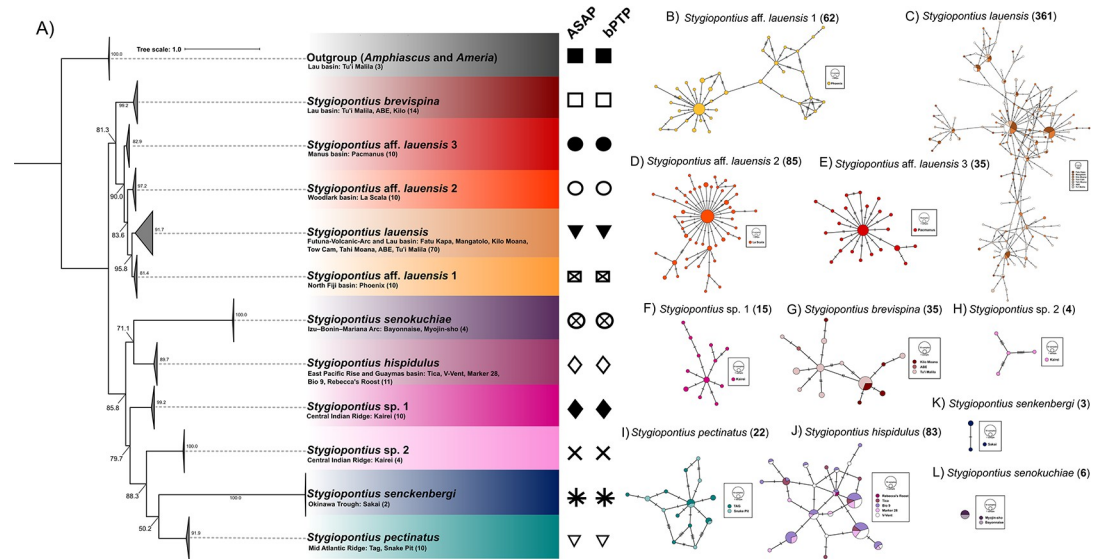 A)
Tree scale: 1.0
ASAP
bPTP
100.0
Outgroup (Amphiascus and Ameria)
Lau basin: Tu'i Malila (3)
99.2
Stygiopontius brevispina
Lau basin: Tu'i Malila, ABE, Kilo (14)
81.3
82.9
Stygiopontius aff. lauensis 3
Manus basin: Pacmanus (10)
90.0
97.2
Stygiopontius aff. lauensis 2
Woodlark basin: La Scala (10)
83.6
91.7
Stygiopontius lauensis
Futuna-Volcanic-Arc and Lau basin: Fatu Kapa, Mangatolo, Kilo Moana,
Tow Cam, Tahi Moana, ABE, Tu'i Malila (70)
95.8
81.4
Stygiopontius aff. lauensis 1
North Fiji basin: Phoenix (10)
71.1
100.0
Stygiopontius senokuchiae
Izu–Bonin–Mariana Arc: Bayonnaise, Myojin-sho (4)
89.7
Stygiopontius hispidulus
East Pacific Rise and Guaymas basin: Tica, V-Vent, Marker 28,
Bio 9, Rebecca's Roost (11)
85.8
99.2
Stygiopontius sp. 1
Central Indian Ridge: Kairei (10)
79.7
100.0
Stygiopontius sp. 2
Central Indian Ridge: Kairei (4)
88.3
100.0
Stygiopontius senckenbergi
Okinawa Trough: Sakai (2)
50.2
91.9
Stygiopontius pectinatus
Mid Atlantic Ridge: Tag, Snake Pit (10)
B) Stygiopontius aff. lauensis 1 (62)
Phoenix
C) Stygiopontius lauensis (361)
D) Stygiopontius aff. lauensis 2 (85)
La Scala
E) Stygiopontius aff. lauensis 3 (35)
Pacmanus
F) Stygiopontius sp. 1 (15)
Kairei
G) Stygiopontius brevispina (35)
Kilo Moana
ABE
Tu'i Malila
H) Stygiopontius sp. 2 (4)
Kairei
I) Stygiopontius pectinatus (22)
TAG
Snake Pit
J) Stygiopontius hispidulus (83)
Rebecca's Roost
Tica
Bio 9
Marker 28
V-Vent
K) Stygiopontius senkenbergi (3)
Sakai
L) Stygiopontius senokuchiae (6)
Myojin-sho
Bayonnaise